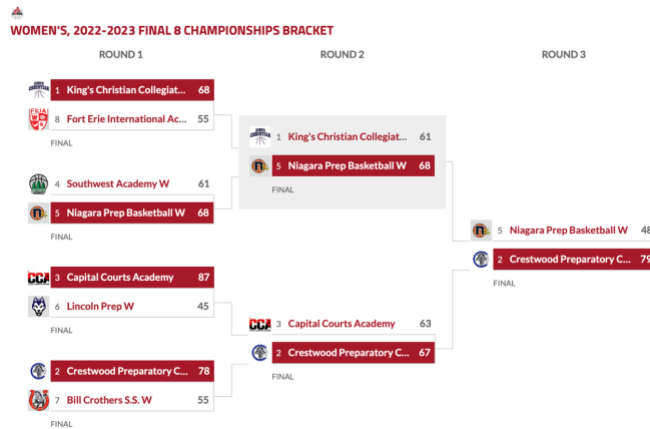 WOMEN'S, 2022-2023 FINAL 8 CHAMPIONSHIPS BRACKET
ROUND 1
ROUND 2
ROUND 3
1 King's Christian Collegiat... 68
8 Fort Erie International Ac... 55
FINAL
4 Southwest Academy W 61
5 Niagara Prep Basketball W 68
FINAL
CCA 3 Capital Courts Academy 87
6 Lincoln Prep W 45
FINAL
2 Crestwood Preparatory C... 78
7 Bill Crothers S.S. W 55
FINAL
1 King's Christian Collegiat... 61
5 Niagara Prep Basketball W 68
FINAL
CCA 3 Capital Courts Academy 63
2 Crestwood Preparatory C... 67
FINAL
5 Niagara Prep Basketball W 48
2 Crestwood Preparatory C... 79
FINAL